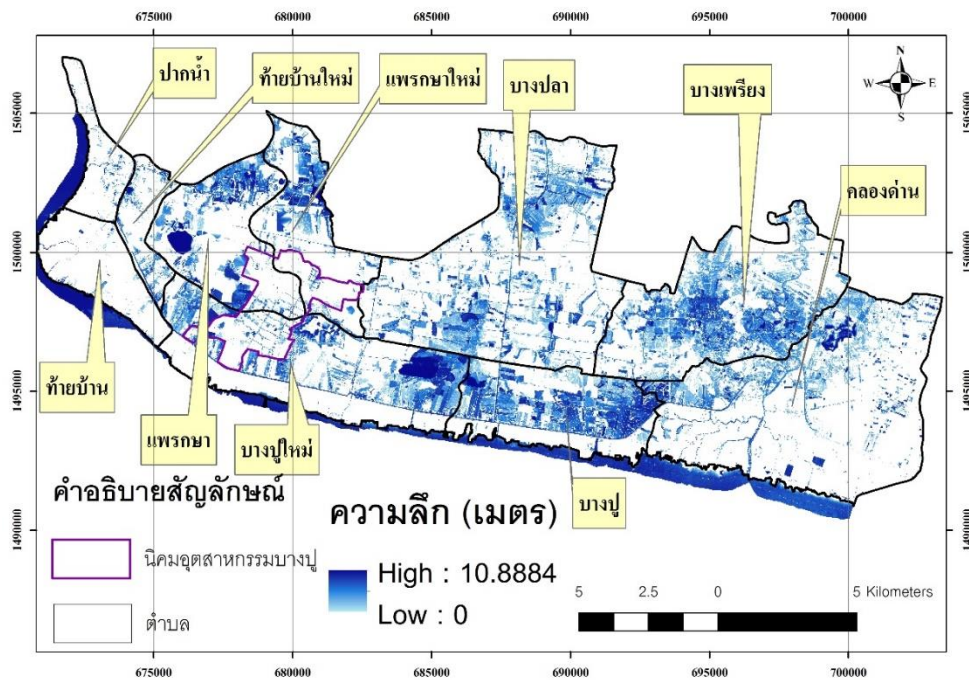 675000 680000 685000 690000 695000 700000
N
W E
S
ปากน้ำ
ท้ายบ้านใหม่
แพรกษาใหม่
บางปลา
บางเพรียง
คลองด่าน
1505000
1505000
1500000
1500000
1495000
1495000
1490000
1490000
ท้ายบ้าน
แพรกษา
บางปูใหม่
บางปู
คำอธิบายสัญลักษณ์
นิคมอุตสาหกรรมบางปู
ตำบล
ความลึก (เมตร)
High : 10.8884
Low : 0
5 2.5 0 5 Kilometers
675000 680000 685000 690000 695000 700000